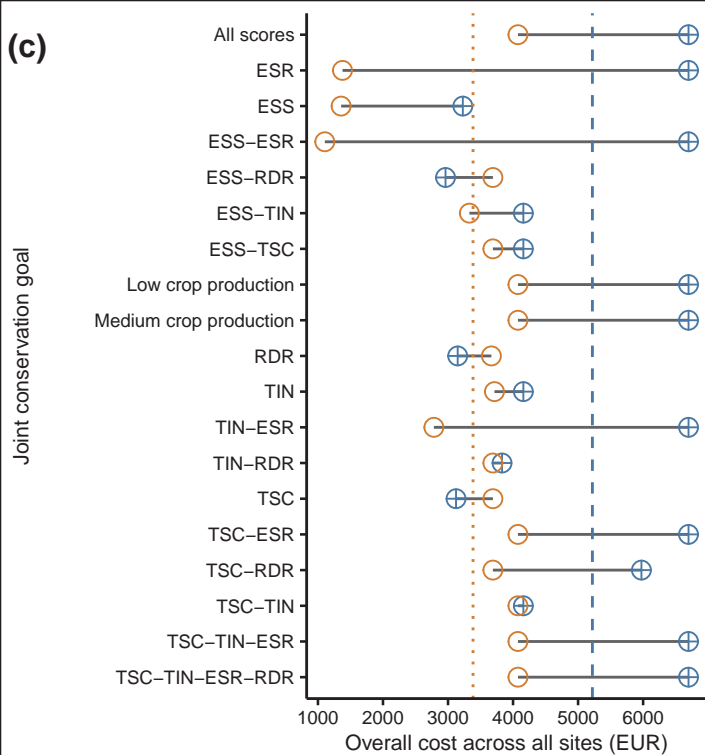 (c)
All scores
ESR
ESS
ESS−ESR
ESS−RDR
ESS−TIN
ESS−TSC
Low crop production
Medium crop production
RDR
TIN
TIN−ESR
TIN−RDR
TSC
TSC−ESR
TSC−RDR
TSC−TIN
TSC−TIN−ESR
TSC−TIN−ESR−RDR
Joint conservation goal
1000 2000 3000 4000 5000 6000
Overall cost across all sites (EUR)